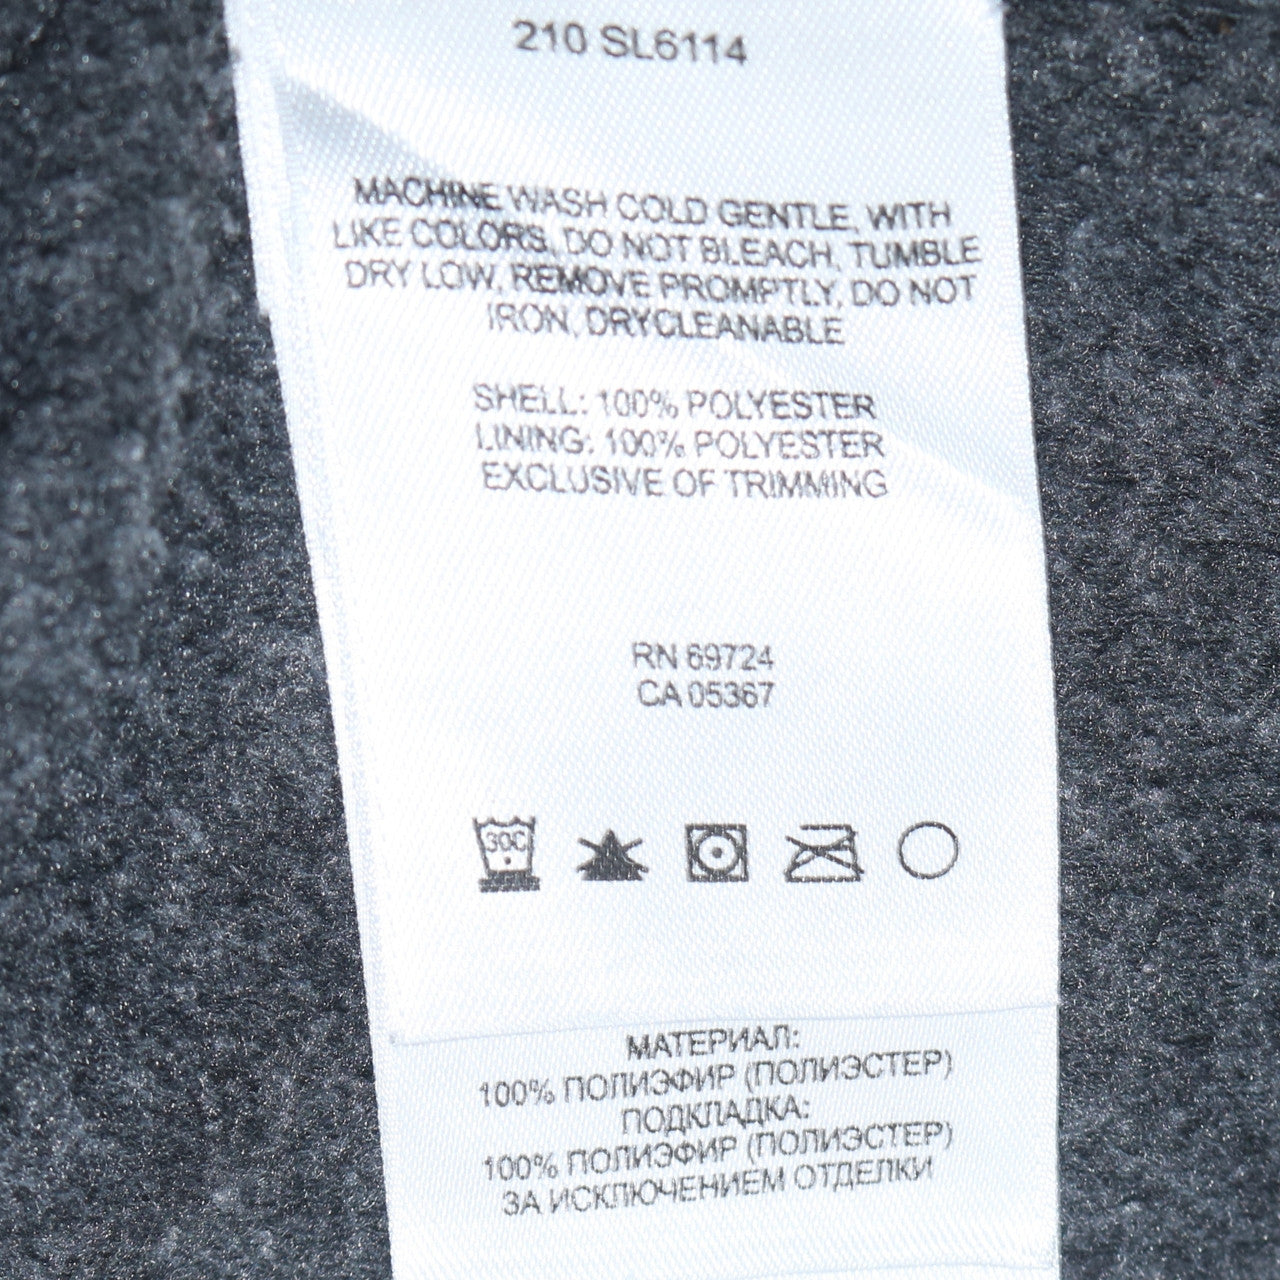 210 SL6114
MACHINE WASH COLD GENTLE, WITH
LIKE COLORS, DO NOT BLEACH, TUMBLE
DRY LOW, REMOVE PROMPTLY, DO NOT
IRON, DRYCLEANABLE
SHELL: 100% POLYESTER
LINING: 100% POLYESTER
EXCLUSIVE OF TRIMMING
RN 69724
CA 05367
30C
МАТЕРИАЛ:
100% ПОЛИЭФИР (ПОЛИЭСТЕР)
ПОДКЛАДКА:
100% ПОЛИЭФИР (ПОЛИЭСТЕР)
ЗА ИСКЛЮЧЕНИЕМ ОТДЕЛКИ